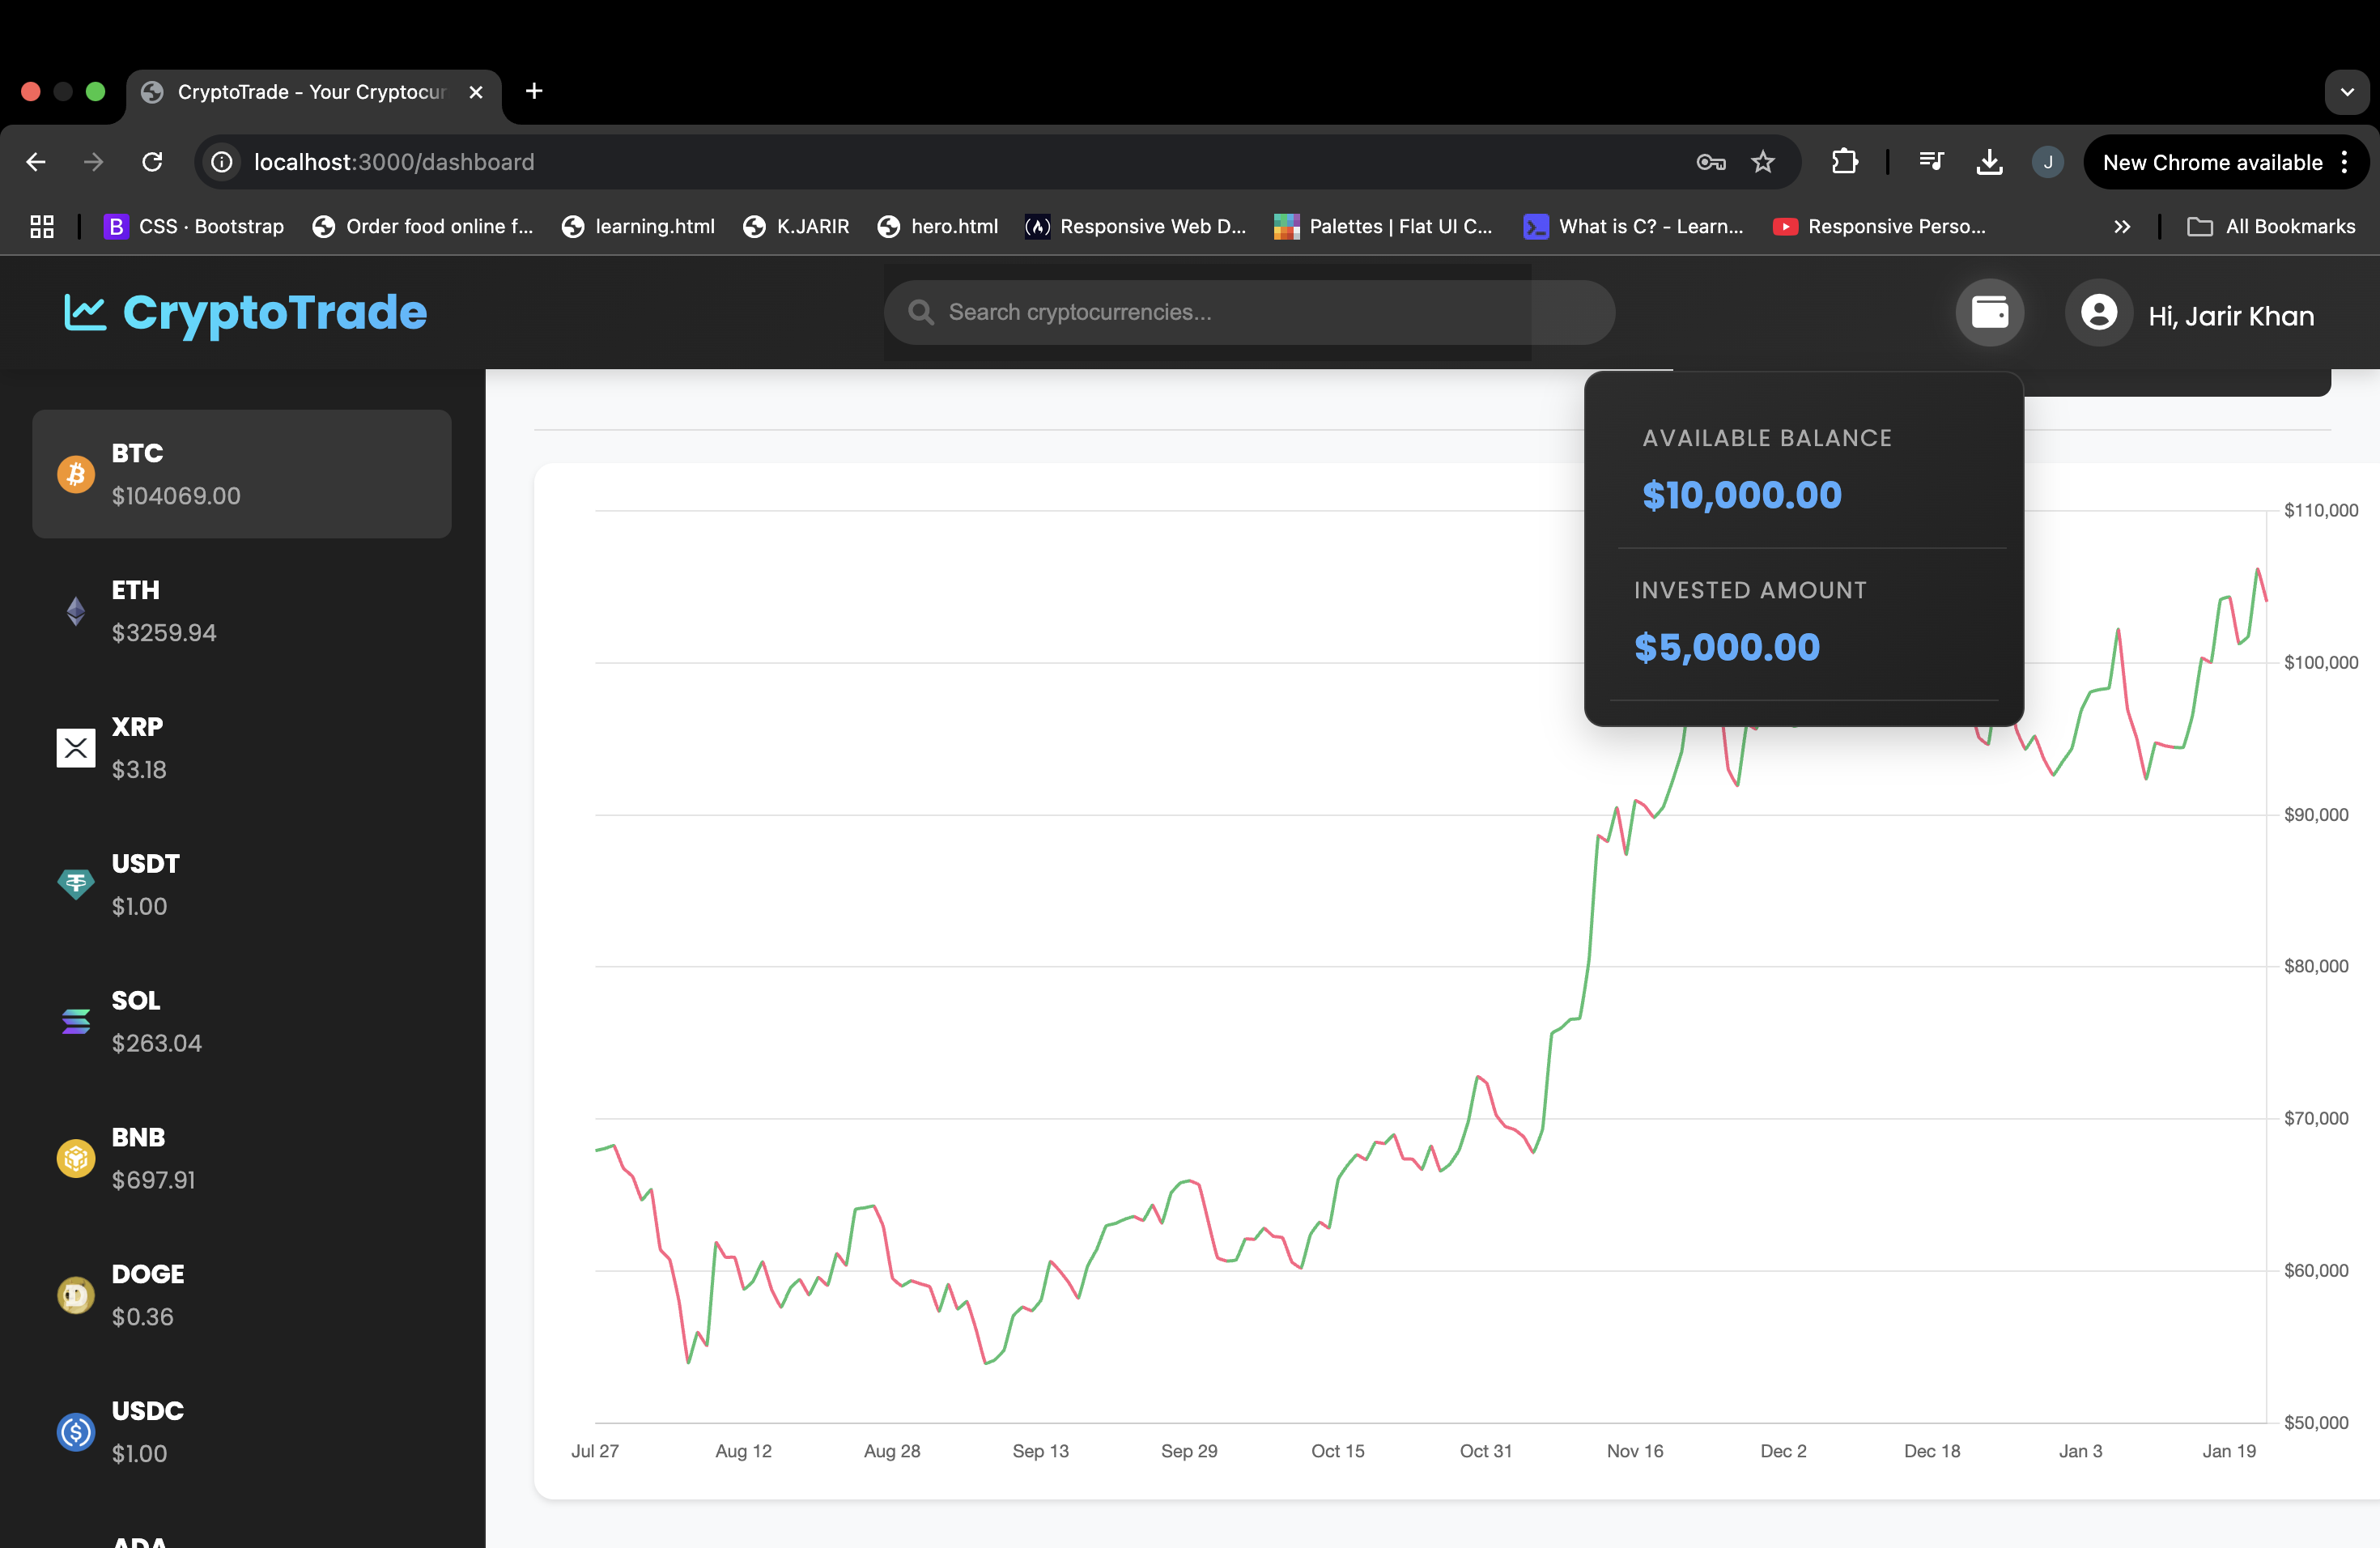 CryptoTrade - Your Cryptocur
localhost:3000/dashboard
J
New Chrome available
CSS · Bootstrap
Order food online f...
learning.html
K.JARIR
hero.html
Responsive Web D...
Palettes | Flat UI C...
What is C? - Learn...
Responsive Perso...
All Bookmarks
CryptoTrade
Search cryptocurrencies...
Hi, Jarir Khan
BTC
$104069.00
ETH
$3259.94
XRP
$3.18
USDT
$1.00
SOL
$263.04
BNB
$697.91
DOGE
$0.36
USDC
$1.00
ADA
AVAILABLE BALANCE
$10,000.00
INVESTED AMOUNT
$5,000.00
$110,000
$100,000
$90,000
$80,000
$70,000
$60,000
$50,000
Jul 27
Aug 12
Aug 28
Sep 13
Sep 29
Oct 15
Oct 31
Nov 16
Dec 2
Dec 18
Jan 3
Jan 19